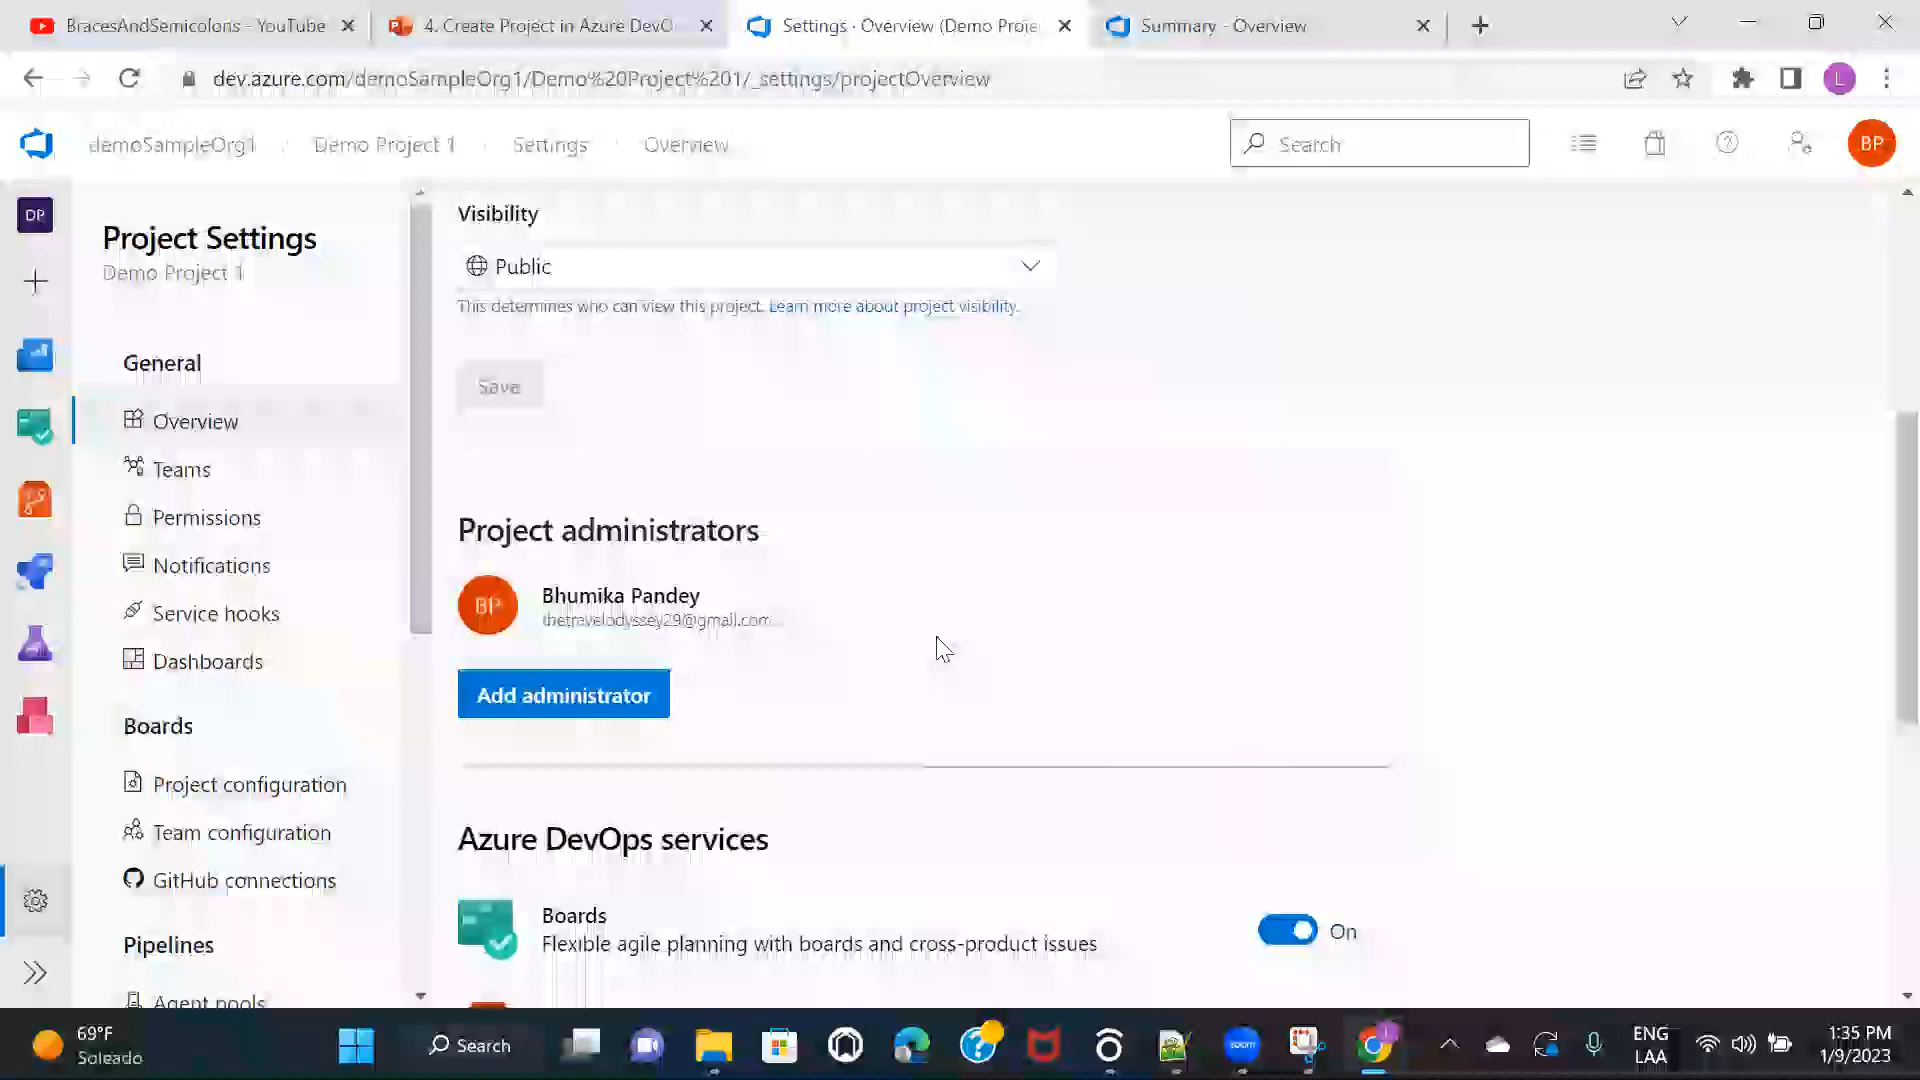 BracesAndSemicolons - YouTube
4. Create Project in Azure DevO
Settings · Overview (Demo Proje
Summary - Overview
dev.azure.com/demoSampleOrg1/Demo%20Project%201/_settings/projectOverview
L
demoSampleOrg1 / Demo Project 1 / Settings / Overview
Search
BP
DP
Project Settings
Demo Project 1
General
Overview
Teams
Permissions
Notifications
Service hooks
Dashboards
Boards
Project configuration
Team configuration
GitHub connections
Pipelines
Agent pools
Visibility
Public
This determines who can view this project. Learn more about project visibility.
Save
Project administrators
BP
Bhumika Pandey
thetravelodyssey29@gmail.com
Add administrator
Azure DevOps services
Boards
Flexible agile planning with boards and cross-product issues
On
69°F
Soleado
Search
zoom
ENG
LAA
1:35 PM
1/9/2023